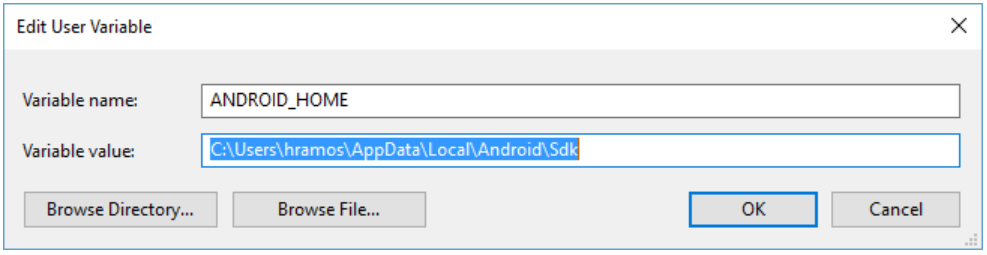 Edit User Variable
Variable name: ANDROID_HOME
Variable value: C:\Users\hramos\AppData\Local\Android\Sdk
Browse Directory... Browse File... OK Cancel